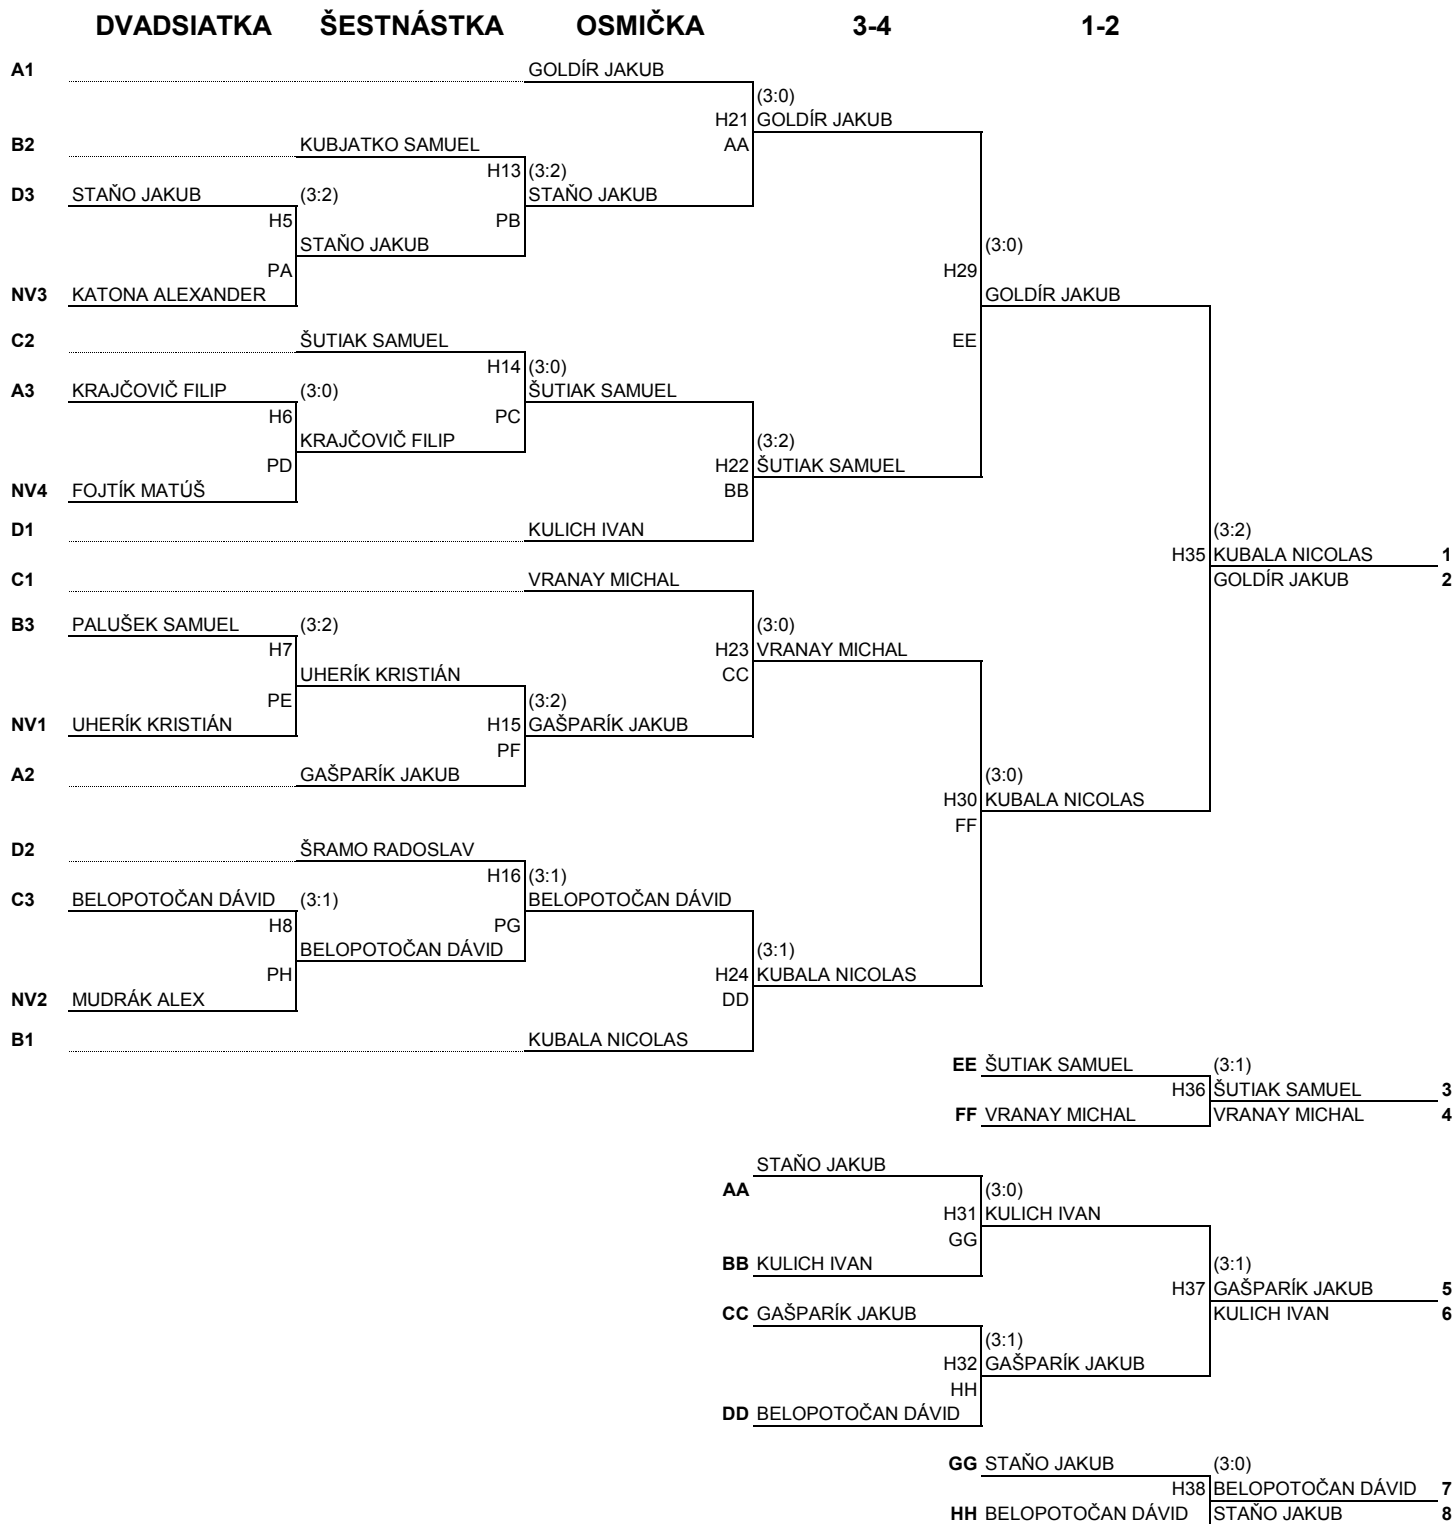 DVADSIATKA ŠESTNÁSTKA OSMIČKA 3-4 1-2
A1 GOLDÍR JAKUB
(3:0)
H21 GOLDÍR JAKUB
B2 KUBJATKO SAMUEL AA
H13 (3:2)
D3 STAŇO JAKUB (3:2) STAŇO JAKUB
H5 PB
STAŇO JAKUB (3:0)
PA H29
NV3 KATONA ALEXANDER GOLDÍR JAKUB
C2 ŠUTIAK SAMUEL EE
H14 (3:0)
A3 KRAJČOVIČ FILIP (3:0) ŠUTIAK SAMUEL
H6 PC
KRAJČOVIČ FILIP (3:2)
PD H22 ŠUTIAK SAMUEL
NV4 FOJTÍK MATÚŠ BB
D1 KULICH IVAN (3:2)
H35 KUBALA NICOLAS 1
C1 VRANAY MICHAL GOLDÍR JAKUB 2
B3 PALUŠEK SAMUEL (3:2) (3:0)
H7 H23 VRANAY MICHAL
UHERÍK KRISTIÁN CC
PE (3:2)
NV1 UHERÍK KRISTIÁN H15 GAŠPARÍK JAKUB
PF
A2 GAŠPARÍK JAKUB (3:0)
H30 KUBALA NICOLAS
FF
D2 ŠRAMO RADOSLAV
H16 (3:1)
C3 BELOPOTOČAN DÁVID (3:1) BELOPOTOČAN DÁVID
H8 PG
BELOPOTOČAN DÁVID (3:1)
PH H24 KUBALA NICOLAS
NV2 MUDRÁK ALEX DD
B1 KUBALA NICOLAS
EE ŠUTIAK SAMUEL (3:1)
H36 ŠUTIAK SAMUEL 3
FF VRANAY MICHAL VRANAY MICHAL 4
STAŇO JAKUB
AA (3:0)
H31 KULICH IVAN
GG
BB KULICH IVAN (3:1)
H37 GAŠPARÍK JAKUB 5
CC GAŠPARÍK JAKUB KULICH IVAN 6
(3:1)
H32 GAŠPARÍK JAKUB
HH
DD BELOPOTOČAN DÁVID
GG STAŇO JAKUB (3:0)
H38 BELOPOTOČAN DÁVID 7
HH BELOPOTOČAN DÁVID STAŇO JAKUB 8